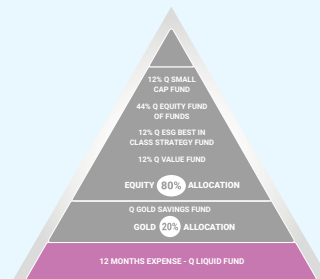 12% Q SMALL
CAP FUND
44% Q EQUITY FUND
OF FUNDS
12% Q ESG BEST IN
CLASS STRATEGY FUND
12% Q VALUE FUND
EQUITY 80% ALLOCATION
Q GOLD SAVINGS FUND
GOLD 20% ALLOCATION
12 MONTHS EXPENSE - Q LIQUID FUND